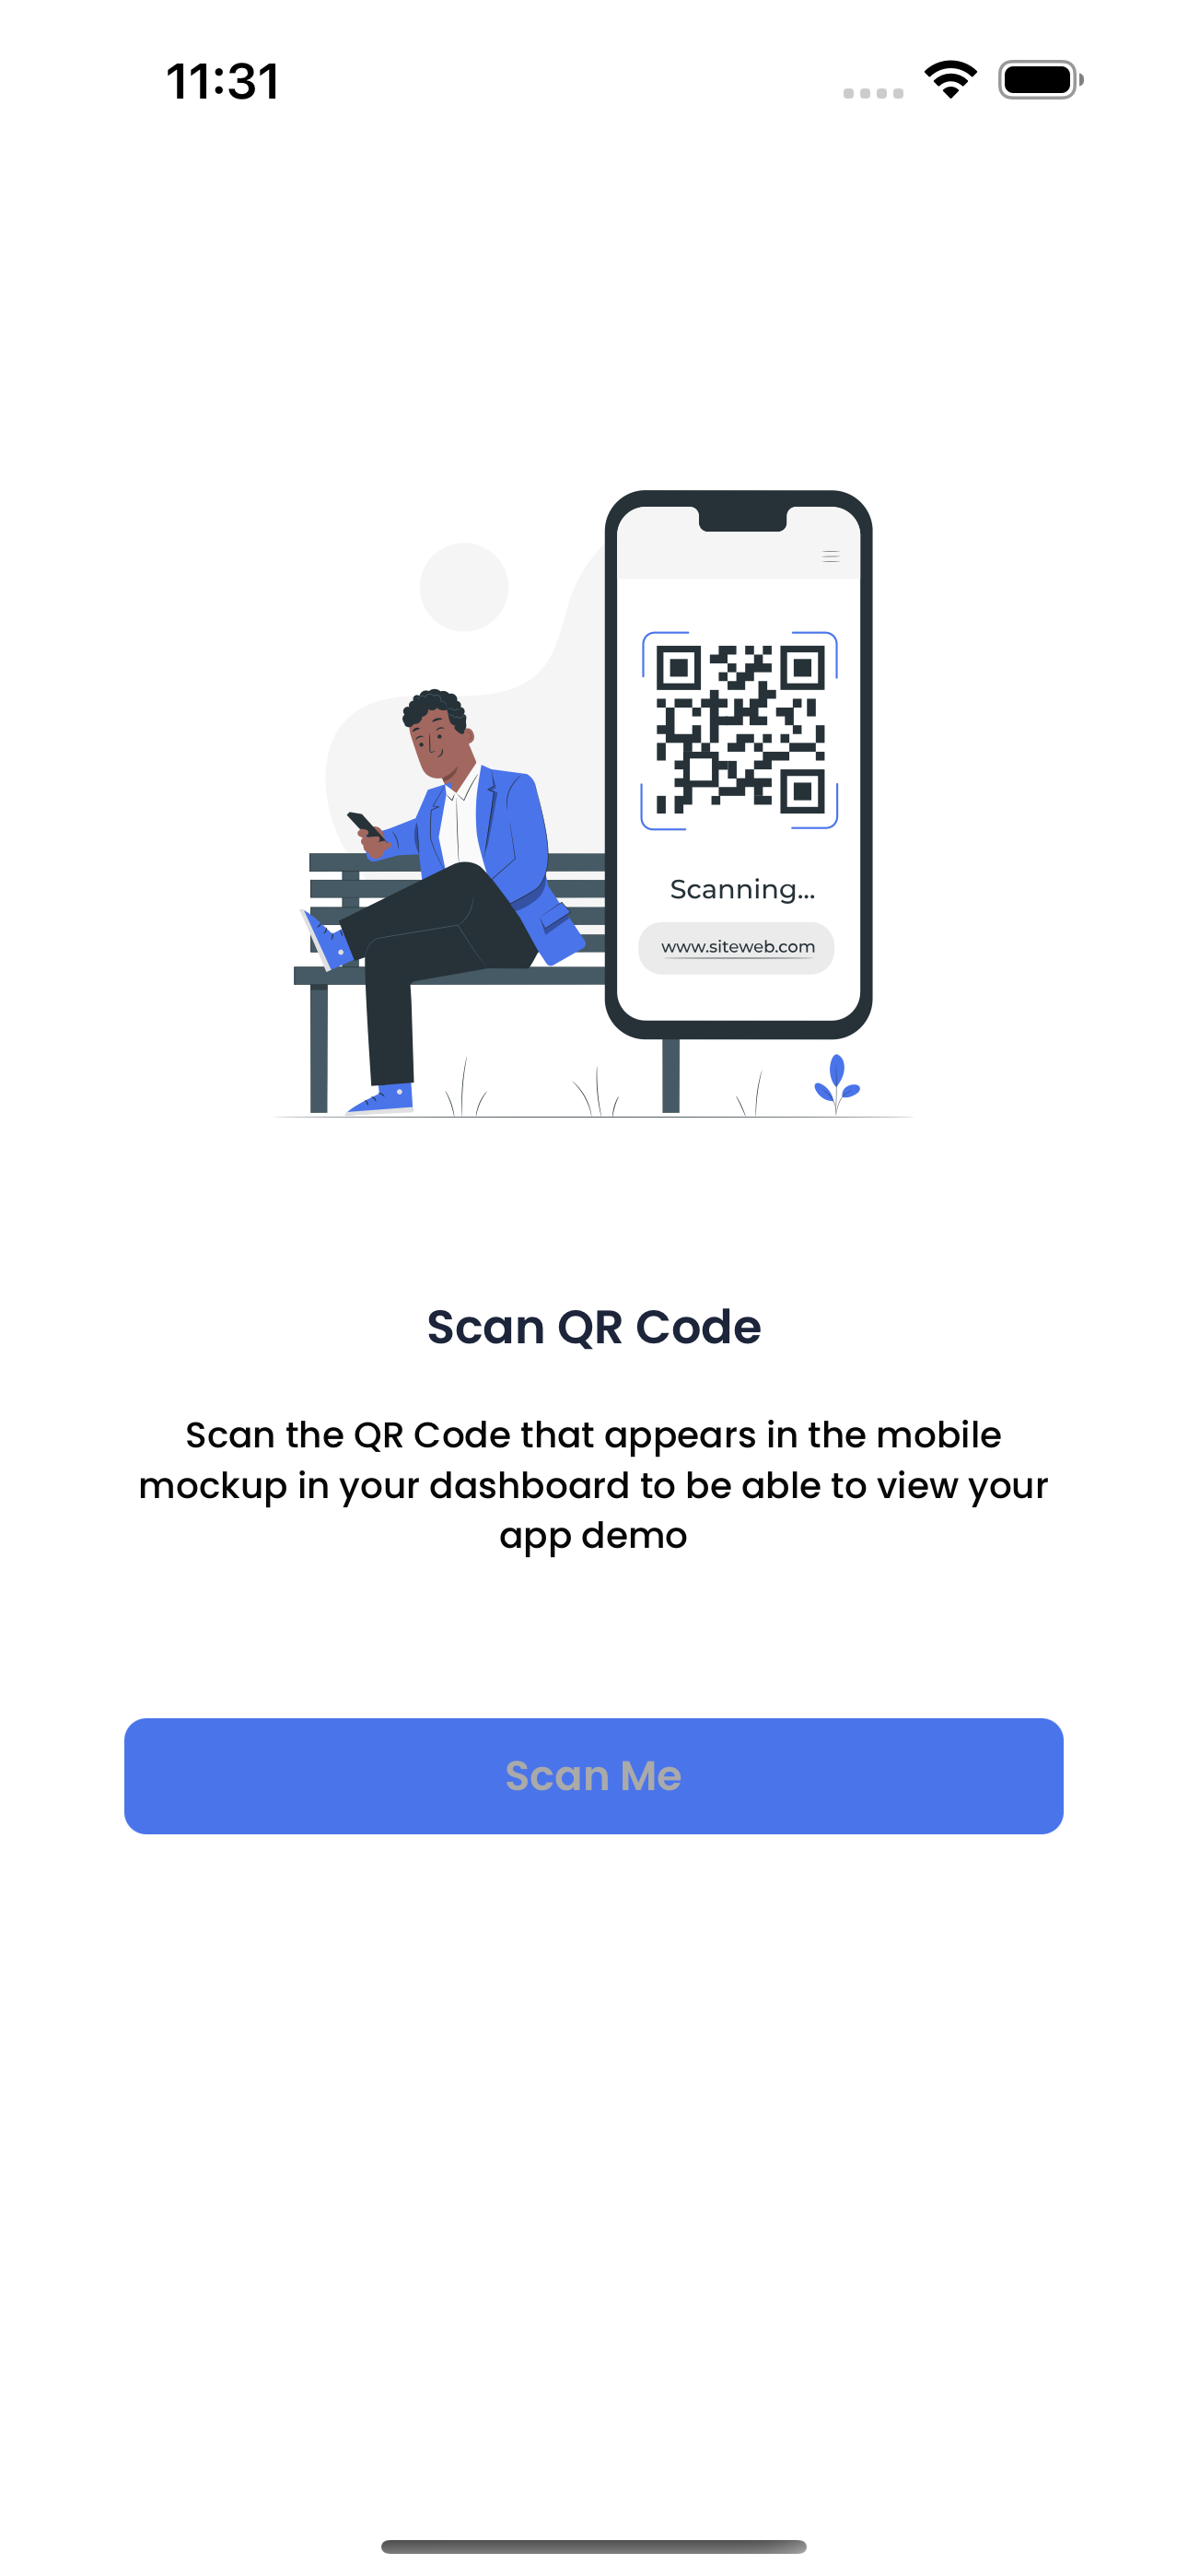 11:31
Scanning...
www.siteweb.com
Scan QR Code
Scan the QR Code that appears in the mobile
mockup in your dashboard to be able to view your
app demo
Scan Me